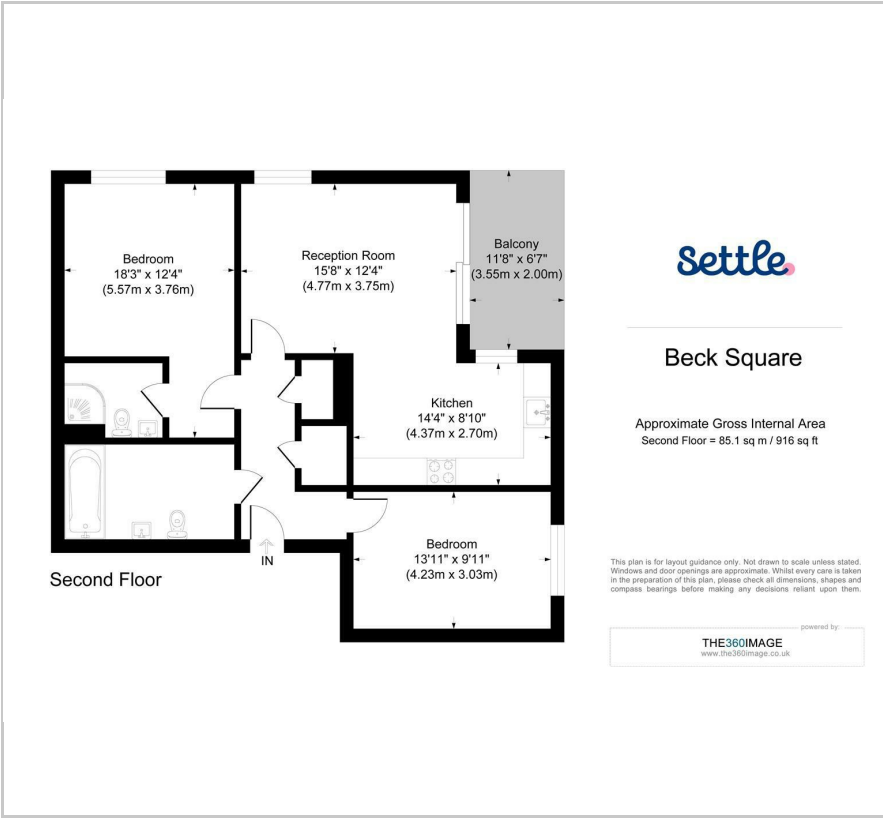 Bedroom
18'3" x 12'4"
(5.57m x 3.76m)
Reception Room
15'8" x 12'4"
(4.77m x 3.75m)
Balcony
11'8" x 6'7"
(3.55m x 2.00m)
Kitchen
14'4" x 8'10"
(4.37m x 2.70m)
Bedroom
13'11" x 9'11"
(4.23m x 3.03m)
IN
Second Floor
Settle
Beck Square
Approximate Gross Internal Area
Second Floor = 85.1 sq m / 916 sq ft
This plan is for layout guidance only. Not drawn to scale unless stated.
Windows and door openings are approximate. Whilst every care is taken
in the preparation of this plan, please check all dimensions, shapes and
compass bearings before making any decisions reliant upon them.
powered by:
THE360IMAGE
www.the360image.co.uk